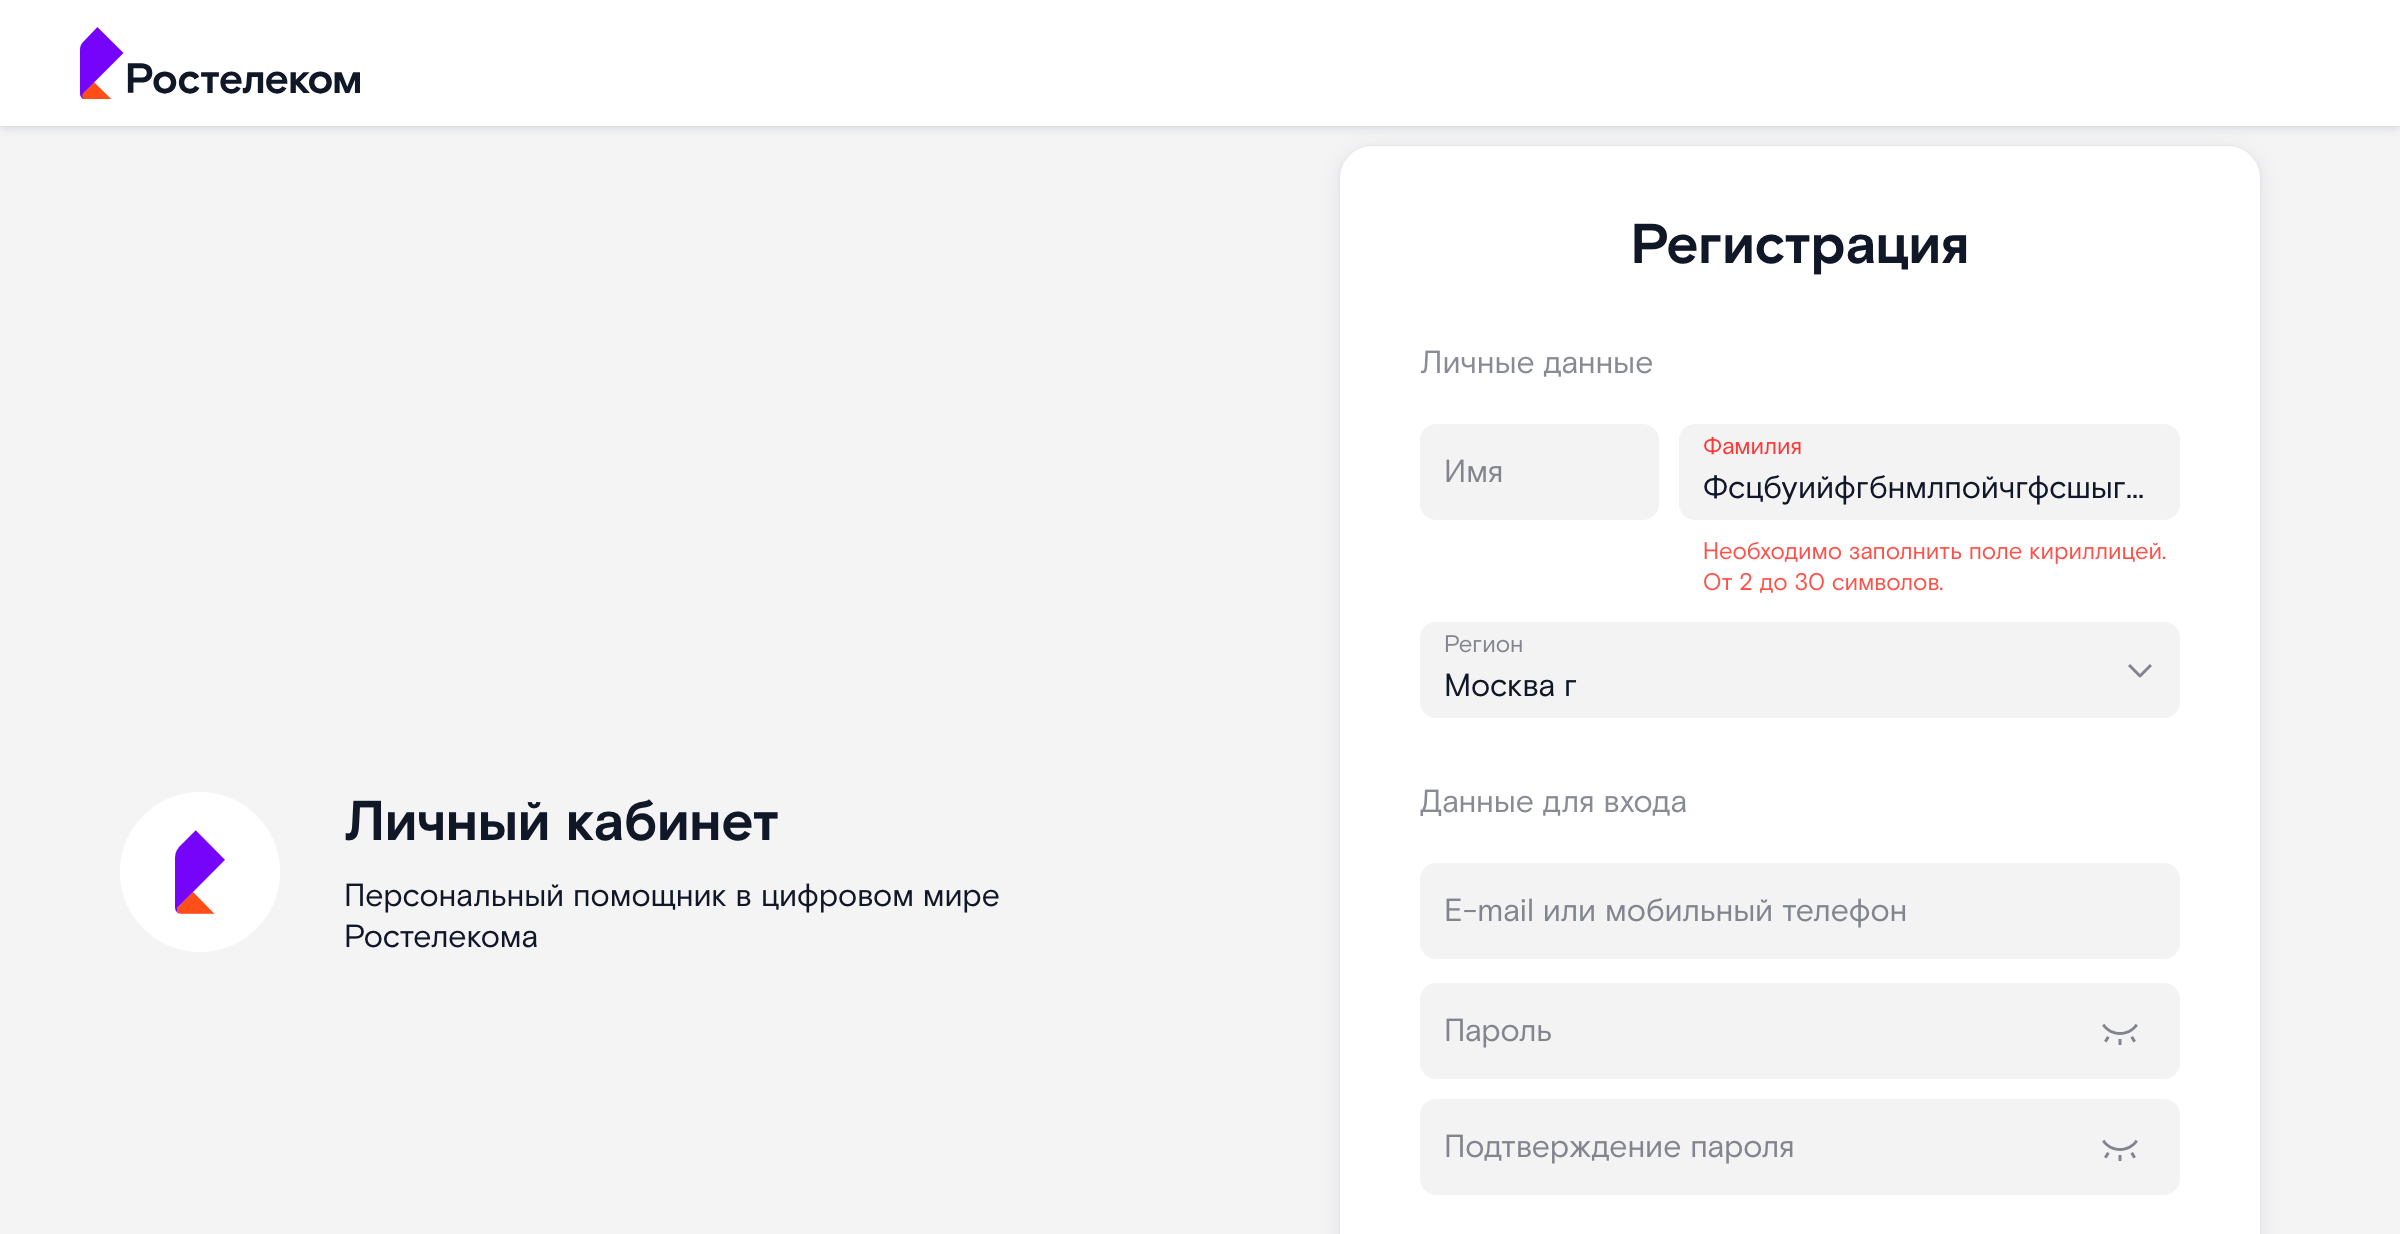 Ростелеком
Регистрация
Личные данные
Имя
Фамилия
Фсцбуийфгбнмлпойчгфсшыг...
Необходимо заполнить поле кириллицей.
От 2 до 30 символов.
Регион
Москва г
Данные для входа
E-mail или мобильный телефон
Пароль
Подтверждение пароля
Личный кабинет
Персональный помощник в цифровом мире
Ростелекома